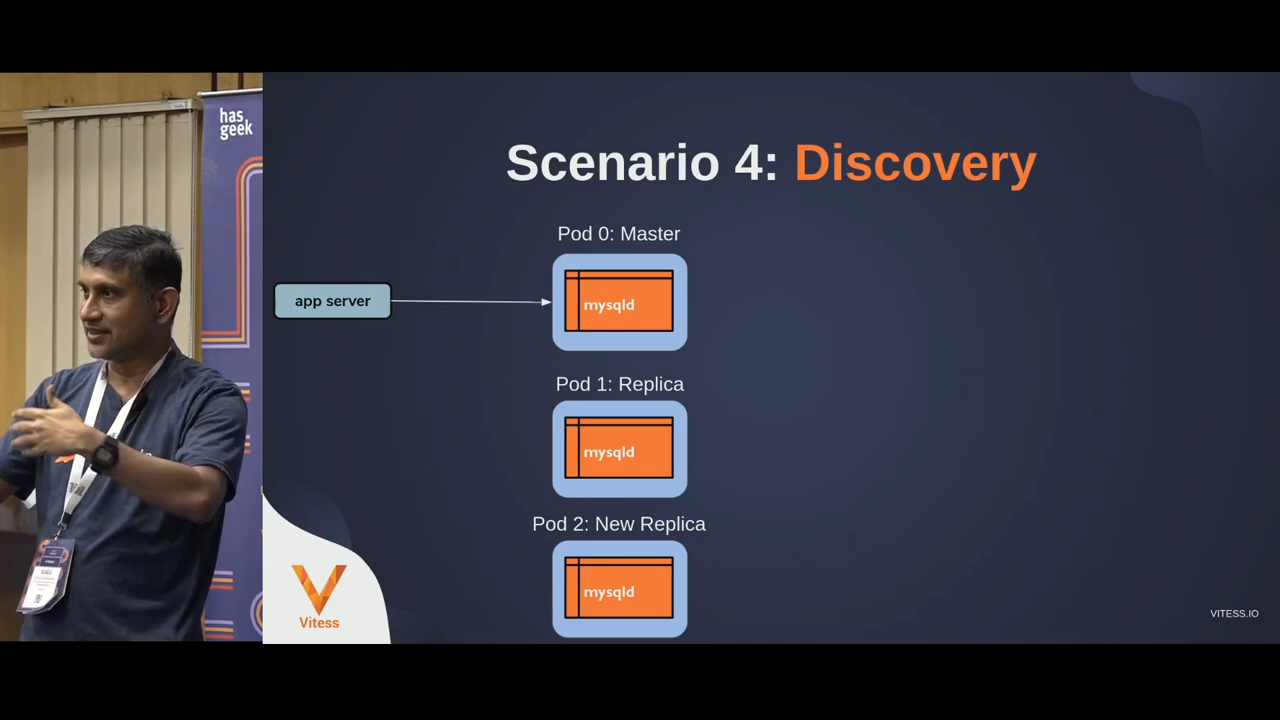 has
geek
Scenario 4: Discovery
Pod 0: Master
app server
mysqld
Pod 1: Replica
mysqld
Pod 2: New Replica
mysqld
Vitess
VITESS.IO